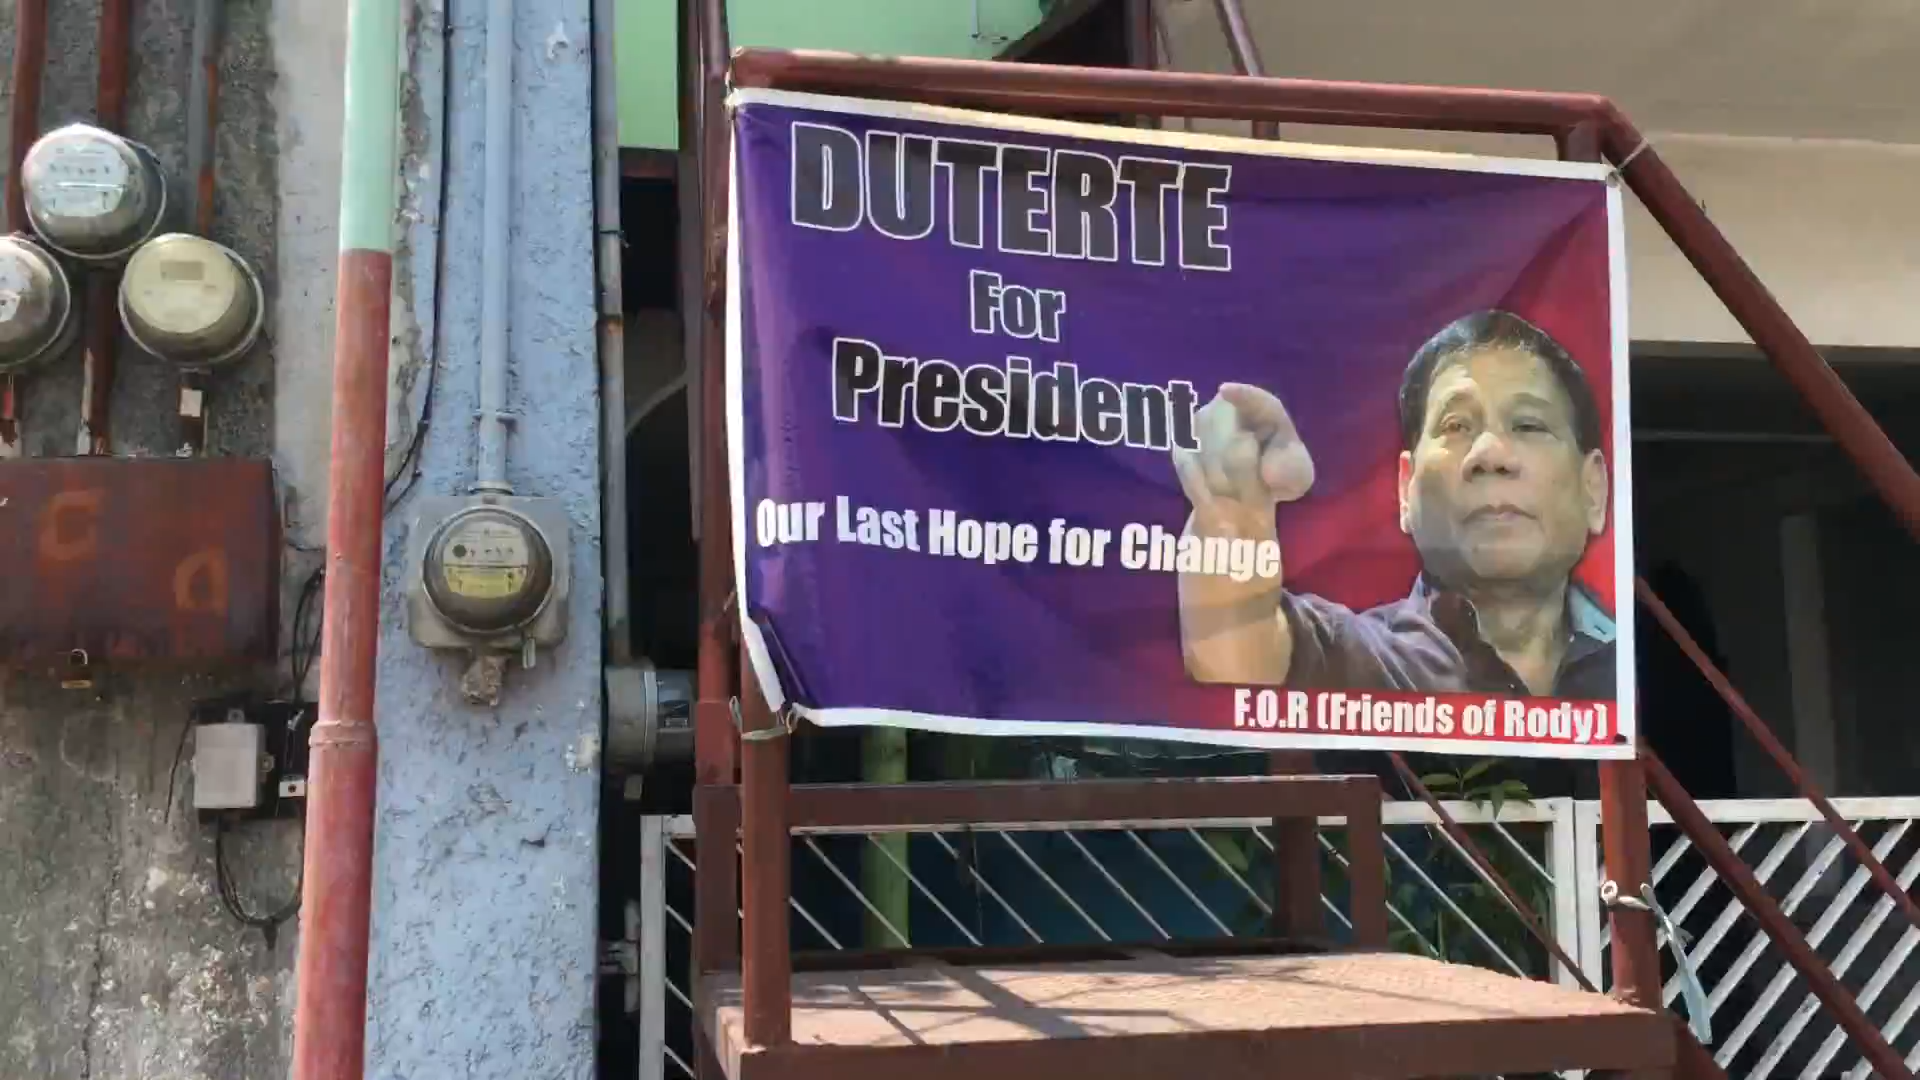 DUTERTE
For
President
Our Last Hope for Change
F.O.R (Friends of Rody)